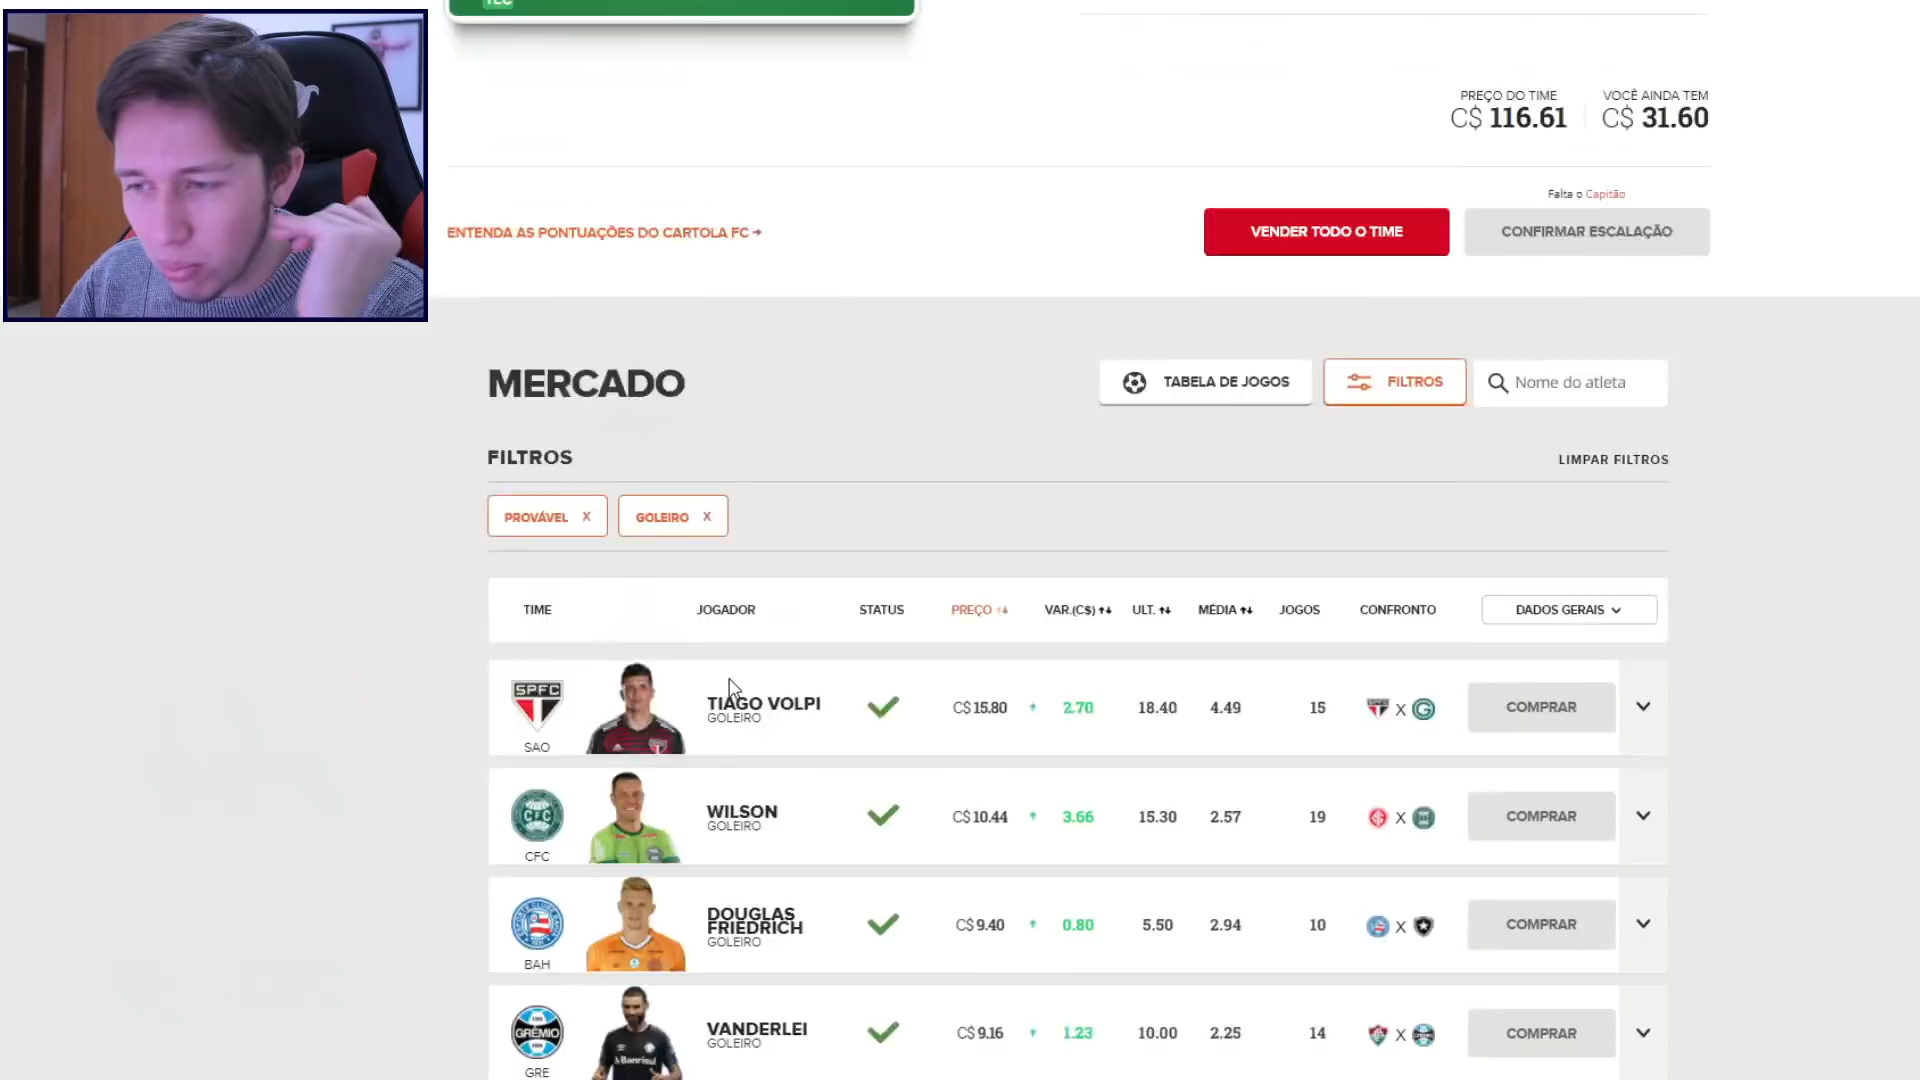 TEC
PREÇO DO TIME
C$ 116.61
VOCÊ AINDA TEM
C$ 31.60
Falta o Capitão
ENTENDA AS PONTUAÇÕES DO CARTOLA FC
VENDER TODO O TIME
CONFIRMAR ESCALAÇÃO
MERCADO
TABELA DE JOGOS
FILTROS
Nome do atleta
FILTROS
LIMPAR FILTROS
PROVÁVEL X
GOLEIRO X
TIME JOGADOR STATUS PREÇO VAR.(C$) ULT. MÉDIA JOGOS CONFRONTO DADOS GERAIS
SPFC
SAO
TIAGO VOLPI
GOLEIRO
C$ 15.80 2.70 18.40 4.49 15 X COMPRAR
CFC
CFC
WILSON
GOLEIRO
C$ 10.44 3.66 15.30 2.57 19 X COMPRAR
BAH
DOUGLAS
FRIEDRICH
GOLEIRO
C$ 9.40 0.80 5.50 2.94 10 X COMPRAR
GRÊMIO
GRE
Banrisul
VANDERLEI
GOLEIRO
C$ 9.16 1.23 10.00 2.25 14 X COMPRAR